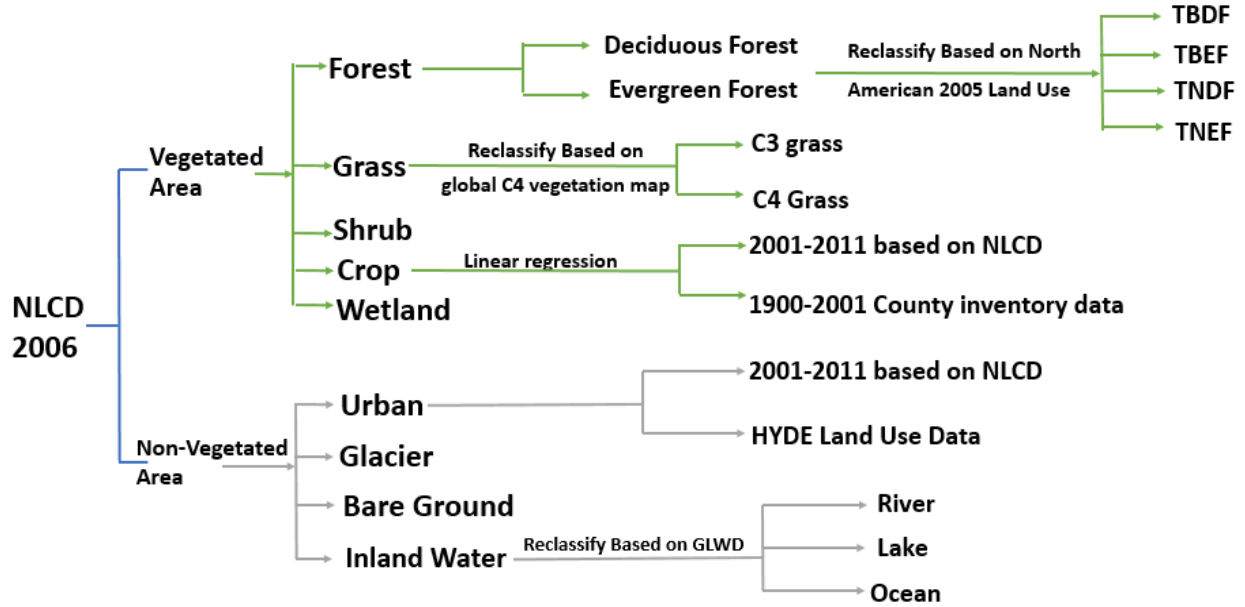 NLCD
2006
Vegetated
Area
Forest
Deciduous Forest
Evergreen Forest
Reclassify Based on North
American 2005 Land Use
TBDF
TBEF
TNDF
TNEF
Grass
Reclassify Based on
global C4 vegetation map
C3 grass
C4 Grass
Shrub
Crop
Linear regression
2001-2011 based on NLCD
1900-2001 County inventory data
Wetland
Non-Vegetated
Area
Urban
2001-2011 based on NLCD
HYDE Land Use Data
Glacier
Bare Ground
Inland Water
Reclassify Based on GLWD
River
Lake
Ocean